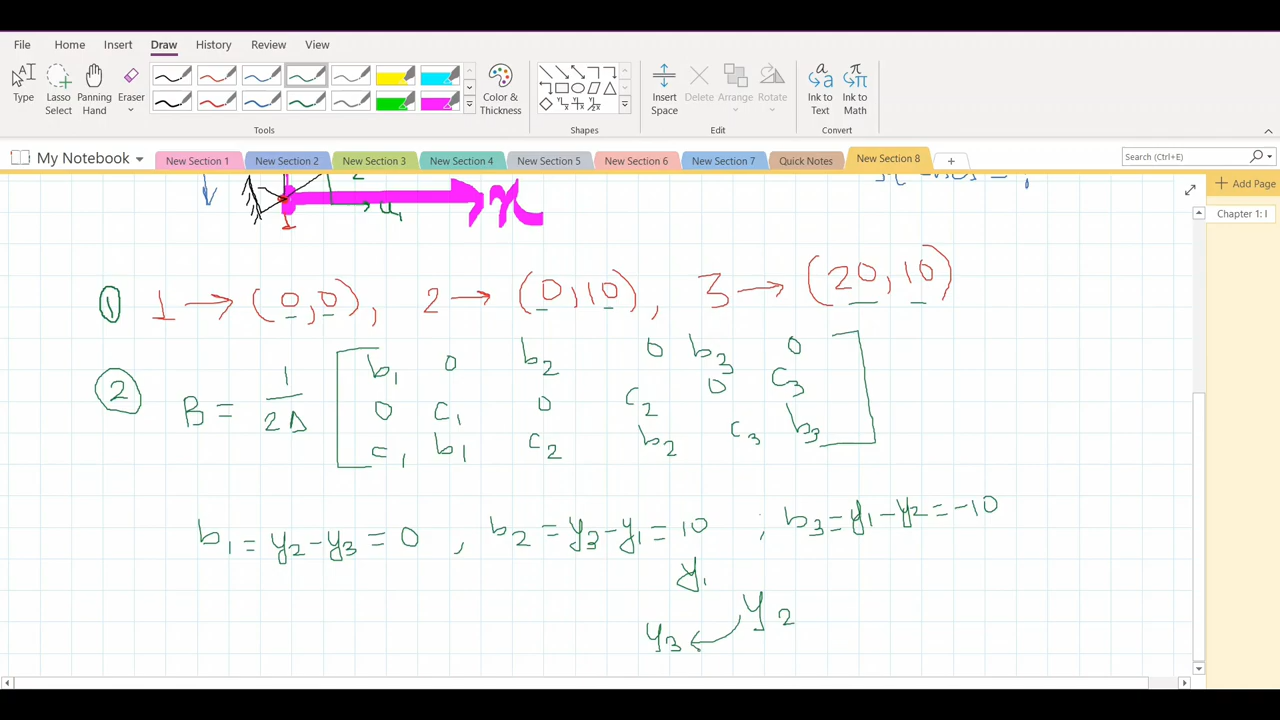 File Home Insert Draw History Review View
Type Lasso Select Panning Hand Eraser Color & Thickness Insert Space Delete Arrange Rotate Ink to Text Ink to Math
Tools Shapes Edit Convert
My Notebook New Section 1 New Section 2 New Section 3 New Section 4 New Section 5 New Section 6 New Section 7 Quick Notes New Section 8 + Search (Ctrl+E)
+ Add Page
Chapter 1: I
x
u₁
① 1 → (0,0), 2 → (0,10), 3 → (20,10)
② B = 1/2Δ [ b₁ 0 b₂ 0 b₃ 0
0 c₁ 0 c₂ 0 c₃
c₁ b₁ c₂ b₂ c₃ b₃ ]
b₁ = y₂ - y₃ = 0 , b₂ = y₃ - y₁ = 10 ; b₃ = y₁ - y₂ = -10
y₁
y₂
y₃ ←